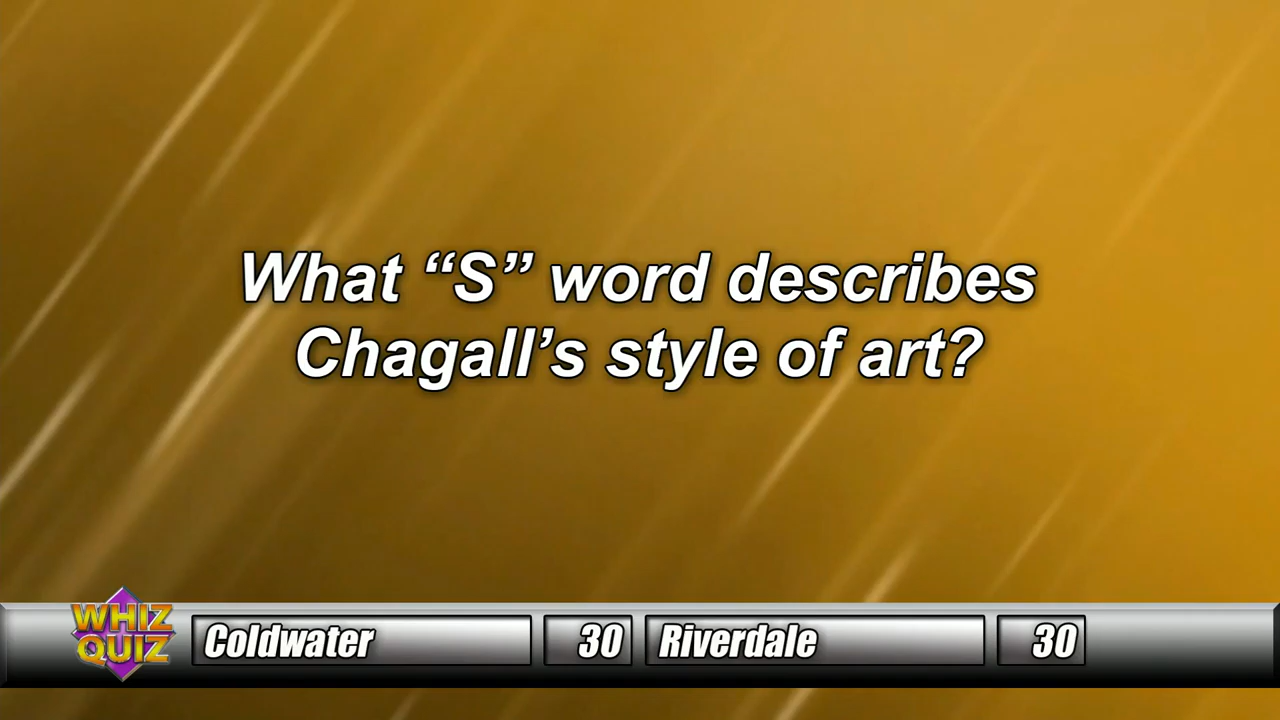 What “S” word describes
Chagall’s style of art?
WHIZ
QUIZ
Coldwater 30 Riverdale 30